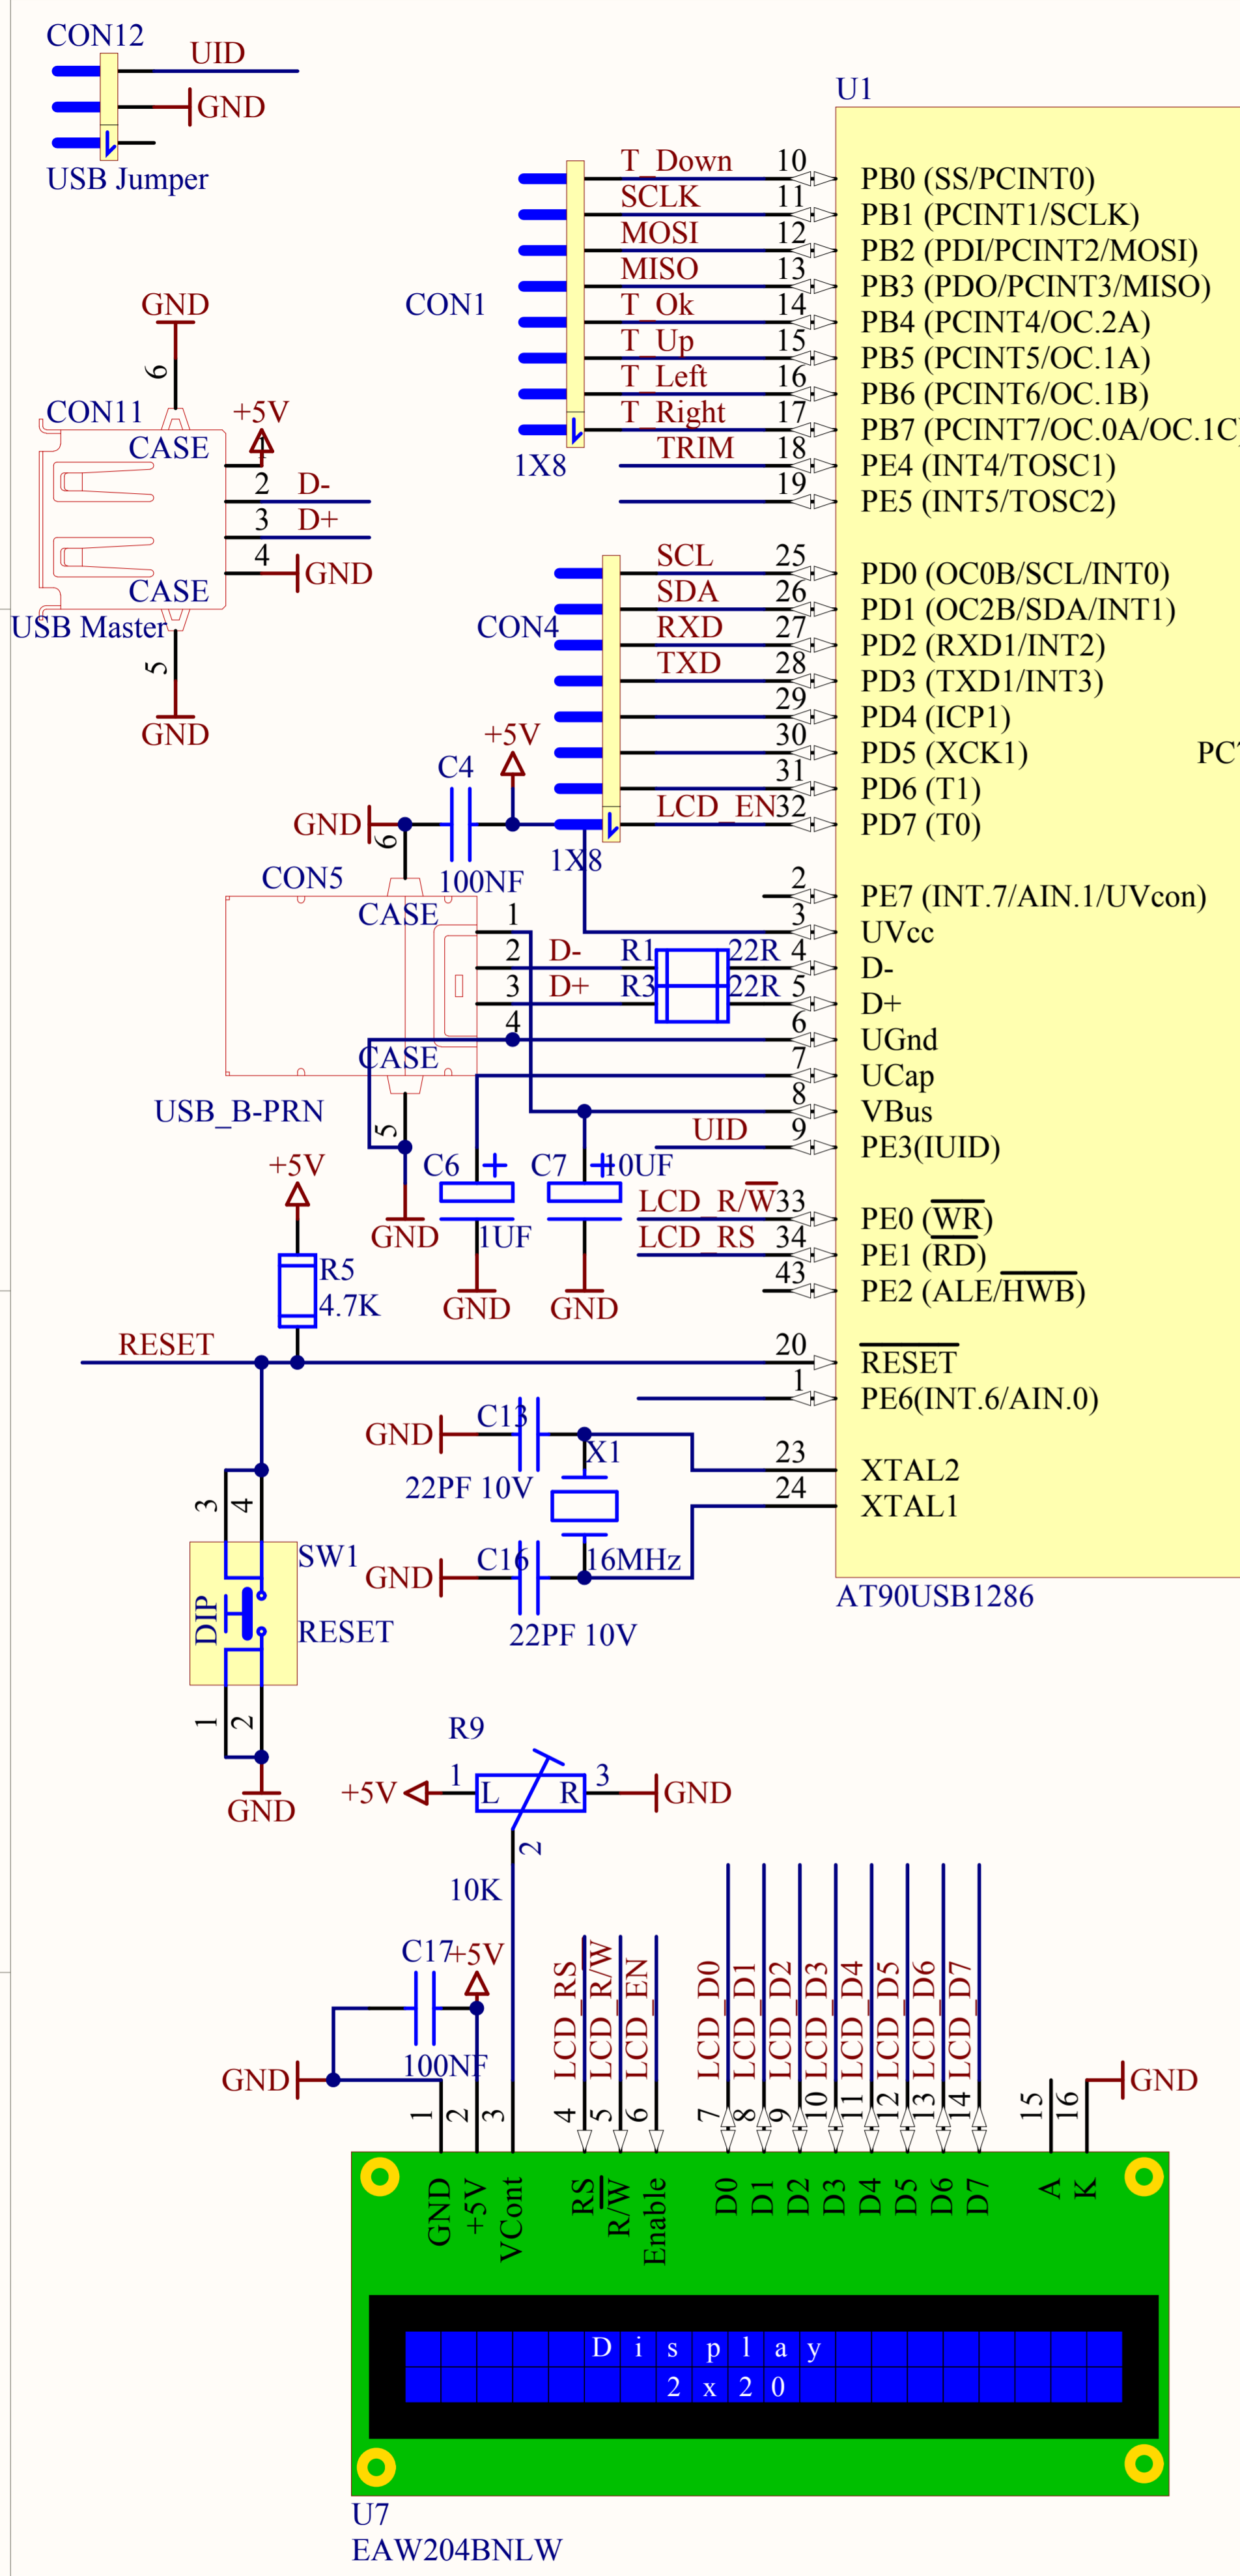 CON12
UID
GND
USB Jumper
U1
T_Down 10 PB0 (SS/PCINT0)
SCLK 11 PB1 (PCINT1/SCLK)
MOSI 12 PB2 (PDI/PCINT2/MOSI)
MISO 13 PB3 (PDO/PCINT3/MISO)
CON1
T_Ok 14 PB4 (PCINT4/OC.2A)
T_Up 15 PB5 (PCINT5/OC.1A)
T_Left 16 PB6 (PCINT6/OC.1B)
T_Right 17 PB7 (PCINT7/OC.0A/OC.1C)
1X8
TRIM 18 PE4 (INT4/TOSC1)
19 PE5 (INT5/TOSC2)
GND
6
CON11
+5V
CASE
1
2 D-
3 D+
4 GND
CASE
USB Master
5
GND
CON4
SCL 25 PD0 (OC0B/SCL/INT0)
SDA 26 PD1 (OC2B/SDA/INT1)
RXD 27 PD2 (RXD1/INT2)
TXD 28 PD3 (TXD1/INT3)
29 PD4 (ICP1)
30 PD5 (XCK1) PC
31 PD6 (T1)
LCD_EN 32 PD7 (T0)
1X8
+5V
C4
GND
100NF
6
CON5
CASE
1
2 D- R1 22R 4 D-
3 D+ R3 22R 5 D+
4
CASE
5
USB_B-PRN
2 PE7 (INT.7/AIN.1/UVcon)
3 UVcc
6 UGnd
7 UCap
8 VBus
UID 9 PE3(IUID)
C6 + 1UF
C7 + 10UF
GND
GND
GND
LCD_R/W 33 PE0 (WR)
LCD_RS 34 PE1 (RD)
43 PE2 (ALE/HWB)
+5V
R5
4.7K
RESET 20 RESET
1 PE6(INT.6/AIN.0)
GND C13
22PF 10V
X1
16MHz
23 XTAL2
24 XTAL1
GND C16
22PF 10V
AT90USB1286
3 4
SW1
DIP
RESET
1 2
GND
R9
+5V 1 L R 3 GND
2
10K
C17 +5V
100NF
GND
LCD_RS
LCD_R/W
LCD_EN
LCD_D0
LCD_D1
LCD_D2
LCD_D3
LCD_D4
LCD_D5
LCD_D6
LCD_D7
GND
1 2 3 4 5 6 7 8 9 10 11 12 13 14 15 16
GND +5V VCont RS R/W Enable D0 D1 D2 D3 D4 D5 D6 D7 A K
Display
2x20
U7
EAW204BNLW